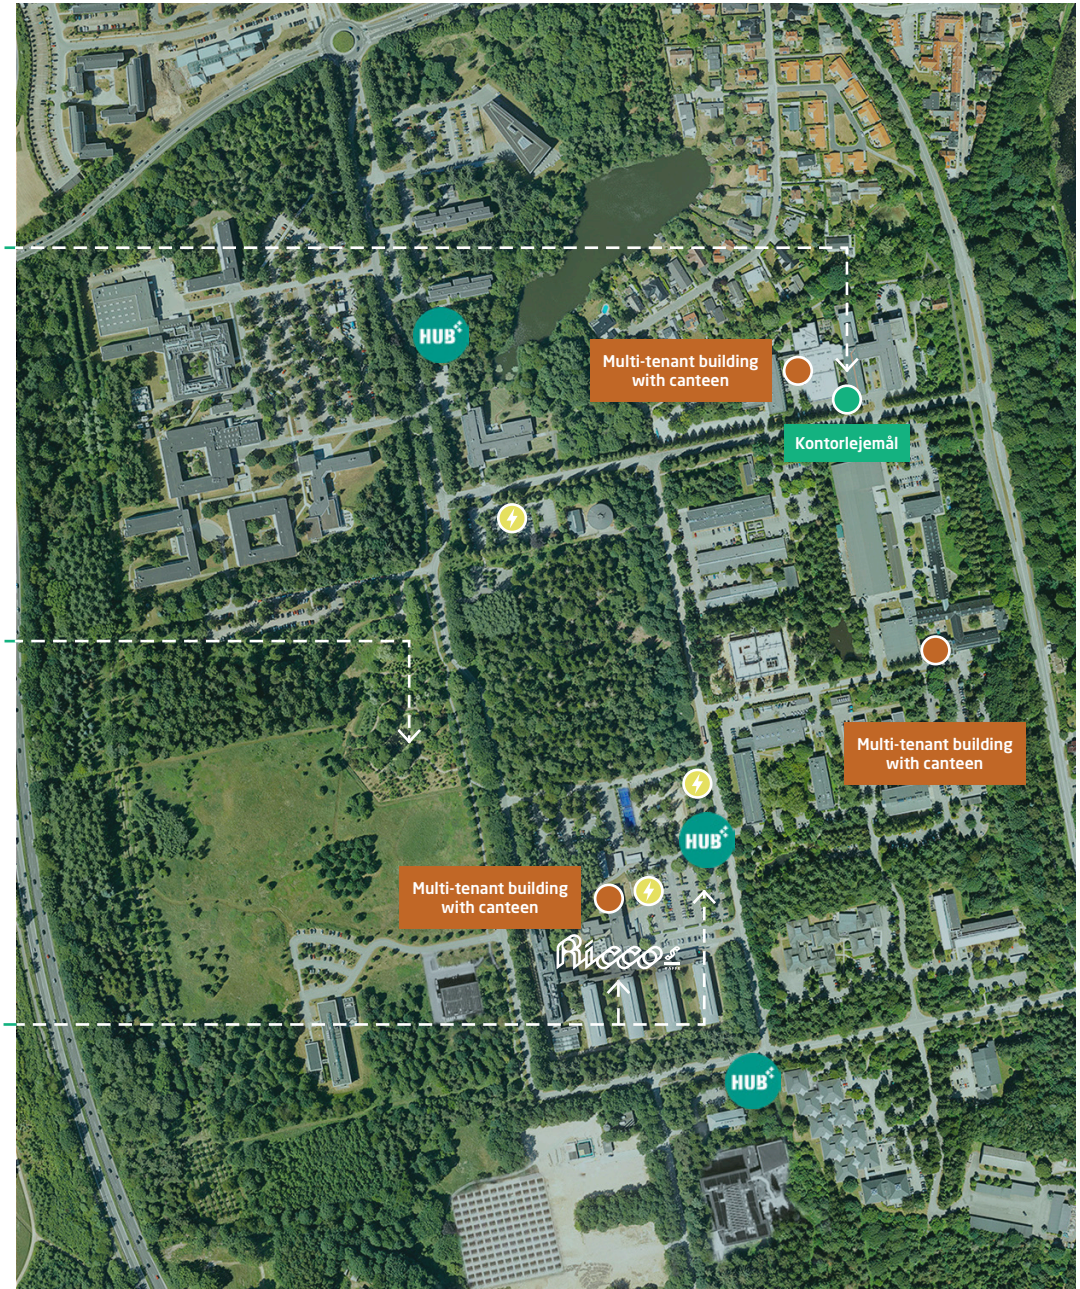 HUB
Multi-tenant building
with canteen
Kontorlejemål
Multi-tenant building
with canteen
HUB
Multi-tenant building
with canteen
Ricco's
HUB